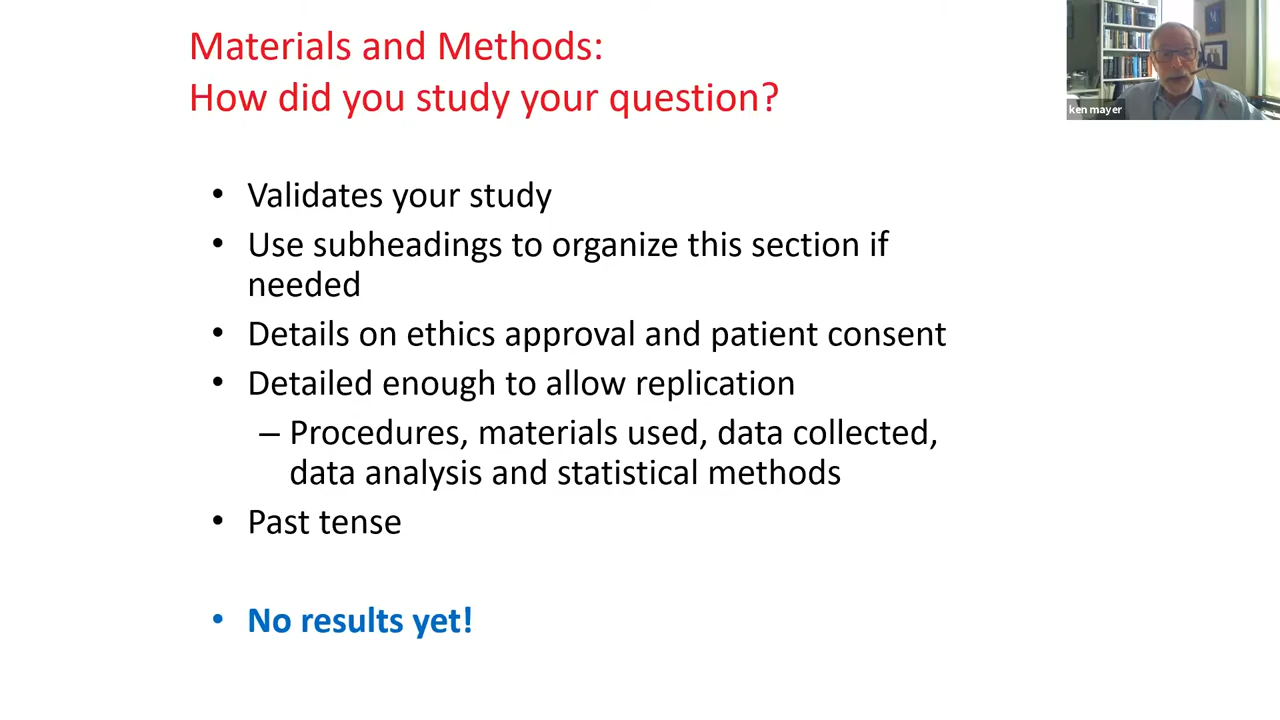 Materials and Methods:
How did you study your question?
ken mayer
• Validates your study
• Use subheadings to organize this section if
needed
• Details on ethics approval and patient consent
• Detailed enough to allow replication
– Procedures, materials used, data collected,
data analysis and statistical methods
• Past tense
• No results yet!